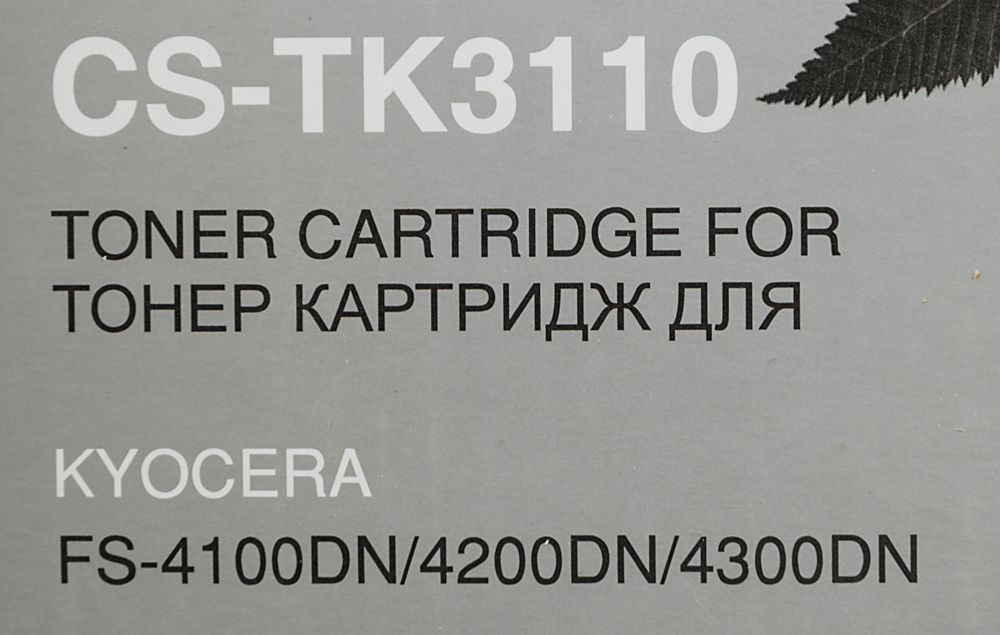 CS-TK3110
TONER CARTRIDGE FOR
ТОНЕР КАРТРИДЖ ДЛЯ
KYOCERA
FS-4100DN/4200DN/4300DN